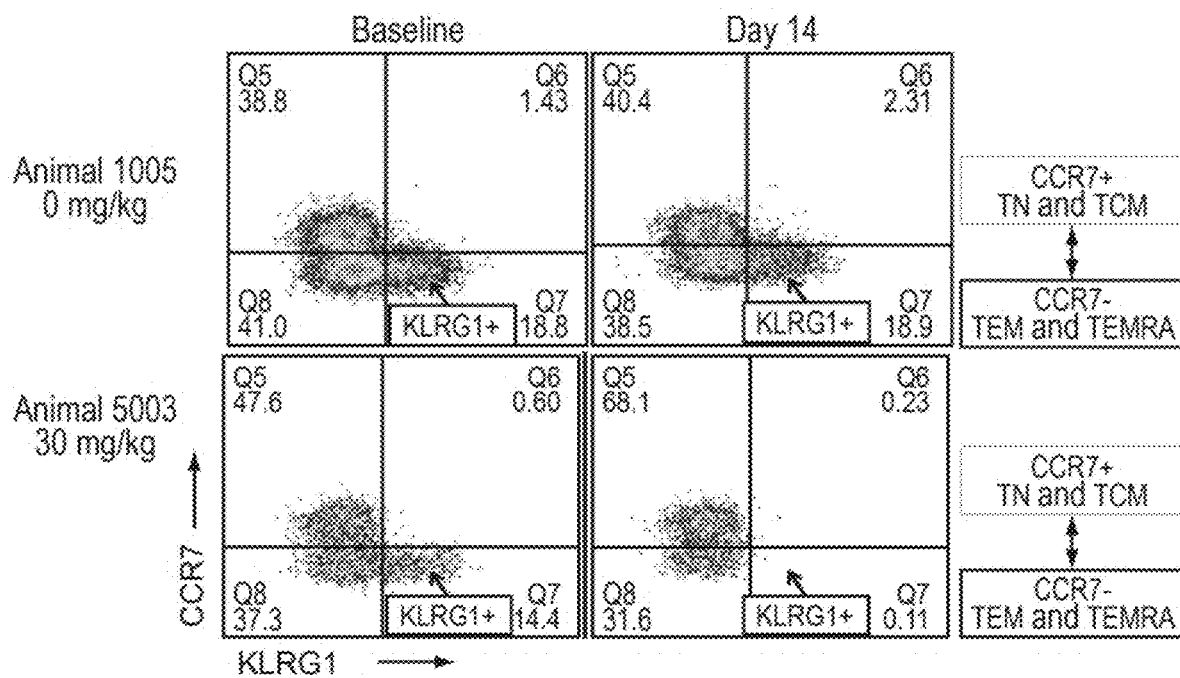 Baseline
Day 14
Animal 1005
0 mg/kg
Q5
38.8
Q6
1.43
Q8
41.0
KLRG1+
Q7
18.8
Q5
40.4
Q6
2.31
Q8
38.5
KLRG1+
Q7
18.9
CCR7+
TN and TCM
CCR7-
TEM and TEMRA
Animal 5003
30 mg/kg
Q5
47.6
Q6
0.60
Q8
37.3
KLRG1+
Q7
14.4
Q5
68.1
Q6
0.23
Q8
31.6
KLRG1+
Q7
0.11
CCR7+
TN and TCM
CCR7-
TEM and TEMRA
CCR7
KLRG1